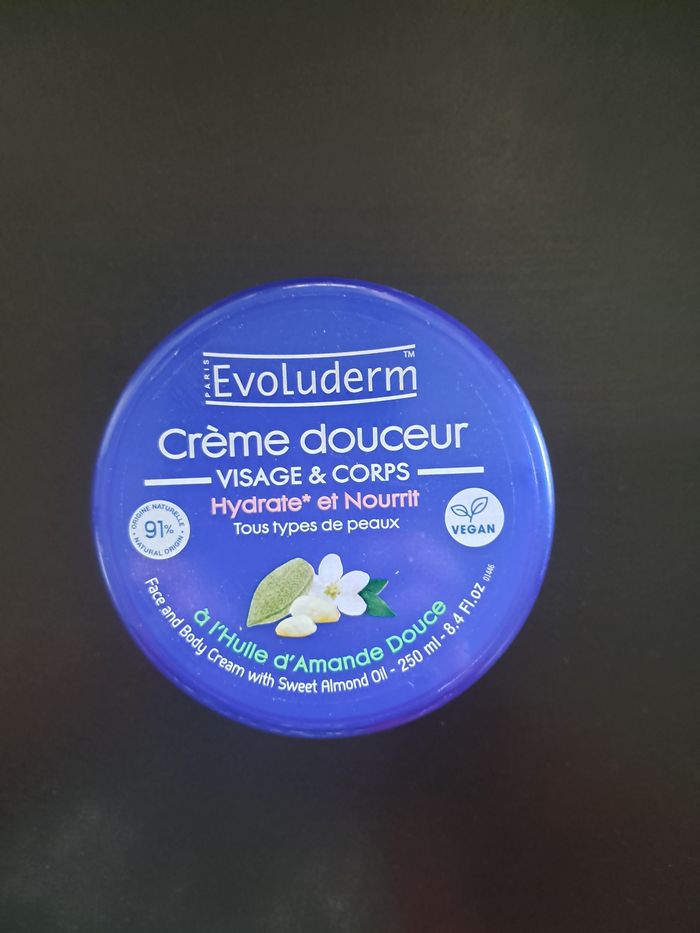 PARIS
Evoluderm™
Crème douceur
VISAGE & CORPS
Hydrate* et Nourrit
Tous types de peaux
ORIGINE NATURELLE
91%
NATURAL ORIGIN
VEGAN
à l'Huile d'Amande Douce
Face and Body Cream with Sweet Almond Oil - 250 ml - 8.4 Fl.oz
01446